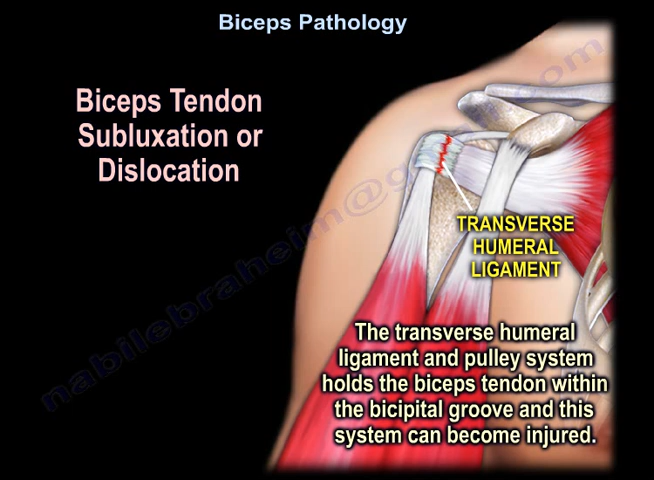 Biceps Pathology
Biceps Tendon
Subluxation or
Dislocation
TRANSVERSE
HUMERAL
LIGAMENT
The transverse humeral
ligament and pulley system
holds the biceps tendon within
the bicipital groove and this
system can become injured.